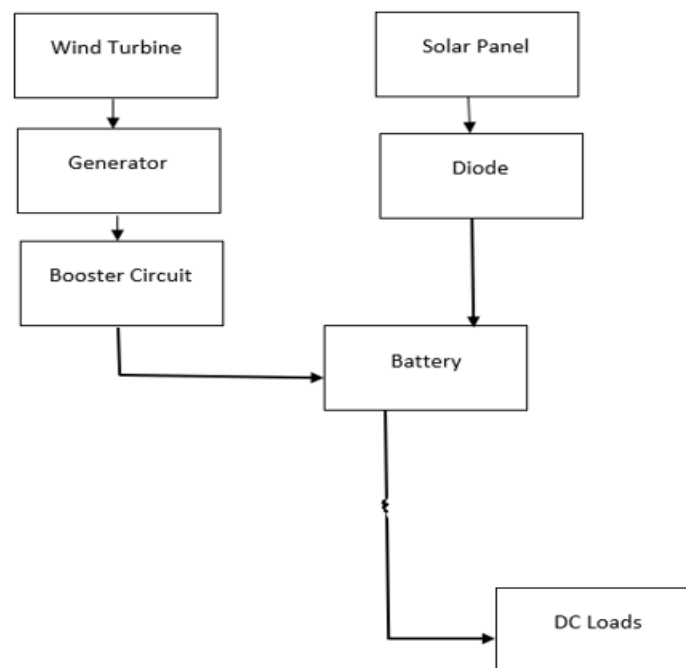 Wind Turbine
Solar Panel
Generator
Diode
Booster Circuit
Battery
DC Loads